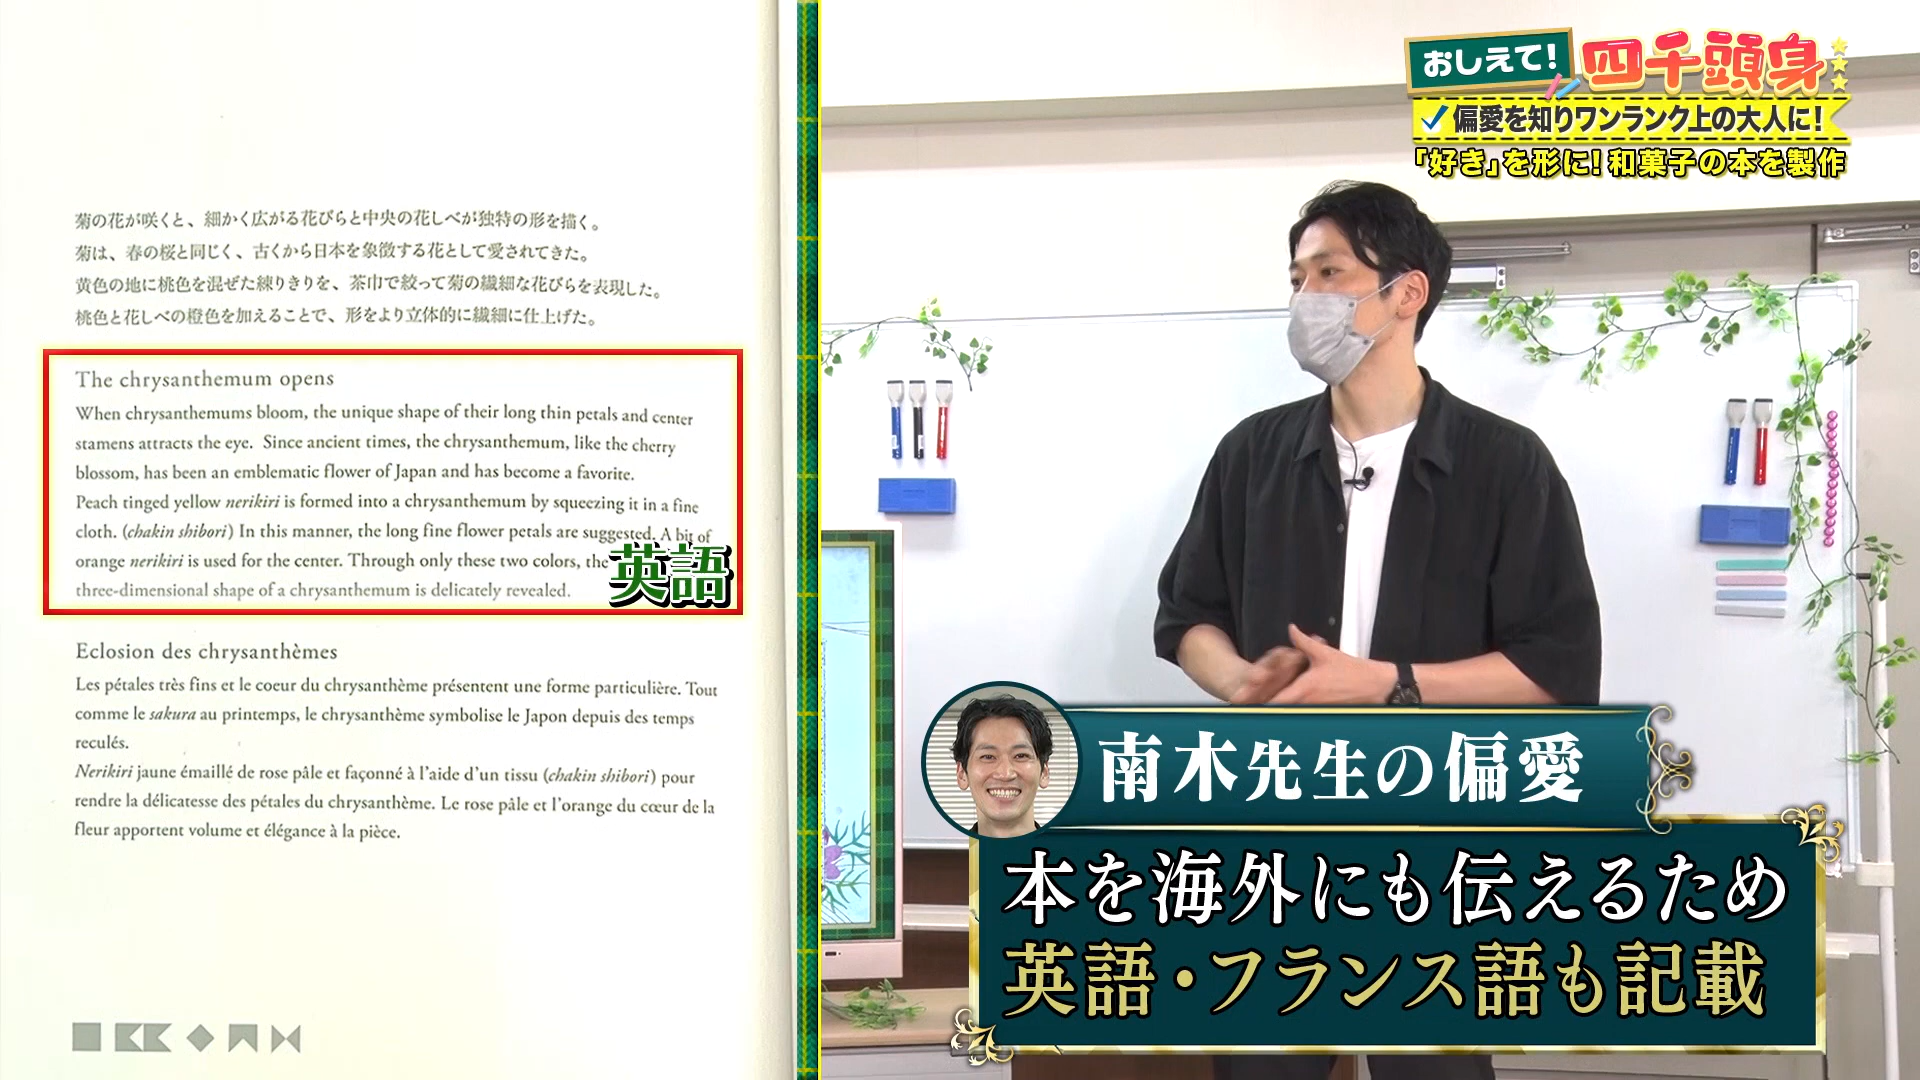 おしえて!
四千頭身
偏愛を知りワンランク上の大人に!
「好き」を形に!和菓子の本を製作
菊の花が咲くと、細かく広がる花びらと中央の花しべが独特の形を描く。
菊は、春の桜と同じく、古くから日本を象徴する花として愛されてきた。
黄色の地に桃色を混ぜた練りきりを、茶巾で絞って菊の繊細な花びらを表現した。
桃色と花しべの橙色を加えることで、形をより立体的に繊細に仕上げた。
The chrysanthemum opens
When chrysanthemums bloom, the unique shape of their long thin petals and center
stamens attracts the eye. Since ancient times, the chrysanthemum, like the cherry
blossom, has been an emblematic flower of Japan and has become a favorite.
Peach tinged yellow nerikiri is formed into a chrysanthemum by squeezing it in a fine
cloth. (chakin shibori) In this manner, the long fine flower petals are suggested. A bit of
orange nerikiri is used for the center. Through only these two colors, the
three-dimensional shape of a chrysanthemum is delicately revealed.
英語
Eclosion des chrysanthèmes
Les pétales très fins et le coeur du chrysanthème présentent une forme particulière. Tout
comme le sakura au printemps, le chrysanthème symbolise le Japon depuis des temps
reculés.
Nerikiri jaune émaillé de rose pâle et façonné à l'aide d'un tissu (chakin shibori) pour
rendre la délicatesse des pétales du chrysanthème. Le rose pâle et l'orange du cœur de la
fleur apportent volume et élégance à la pièce.
南木先生の偏愛
本を海外にも伝えるため
英語・フランス語も記載